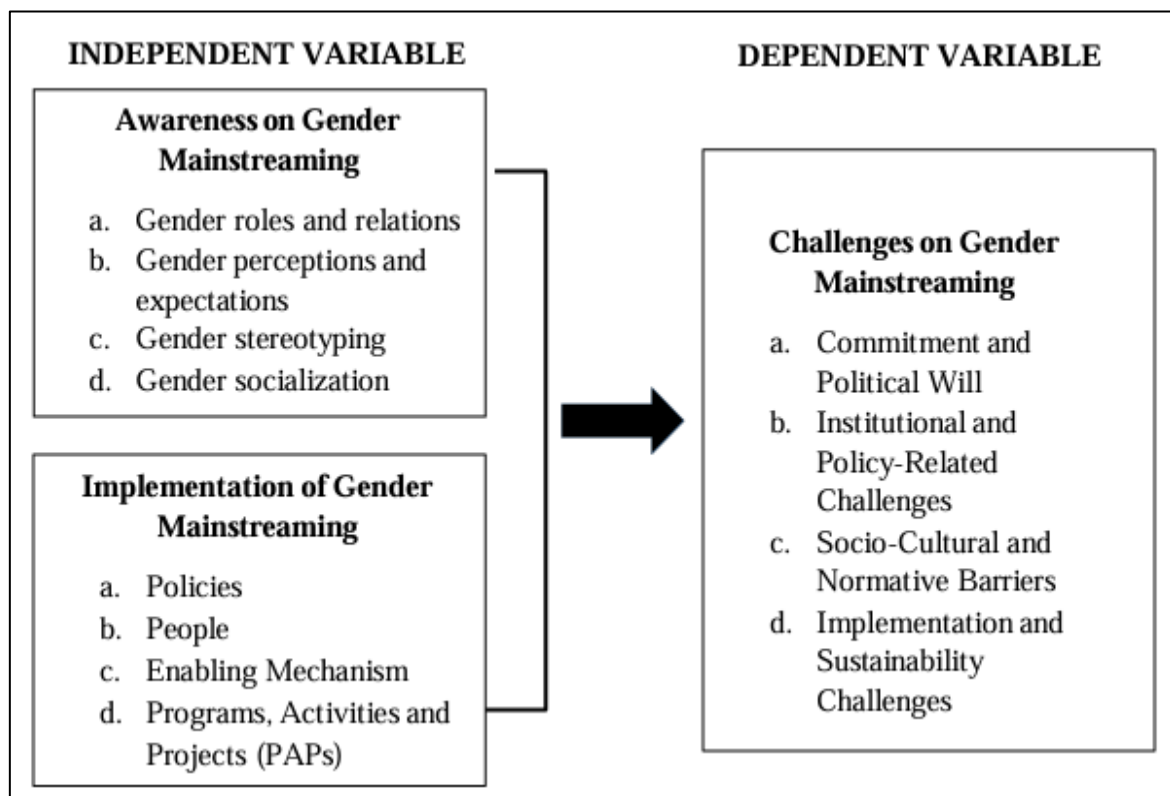 INDEPENDENT VARIABLE
Awareness on Gender
Mainstreaming
a. Gender roles and relations
b. Gender perceptions and
expectations
c. Gender stereotyping
d. Gender socialization
Implementation of Gender
Mainstreaming
a. Policies
b. People
c. Enabling Mechanism
d. Programs, Activities and
Projects (PAPs)
DEPENDENT VARIABLE
Challenges on Gender
Mainstreaming
a. Commitment and
Political Will
b. Institutional and
Policy-Related
Challenges
c. Socio-Cultural and
Normative Barriers
d. Implementation and
Sustainability
Challenges